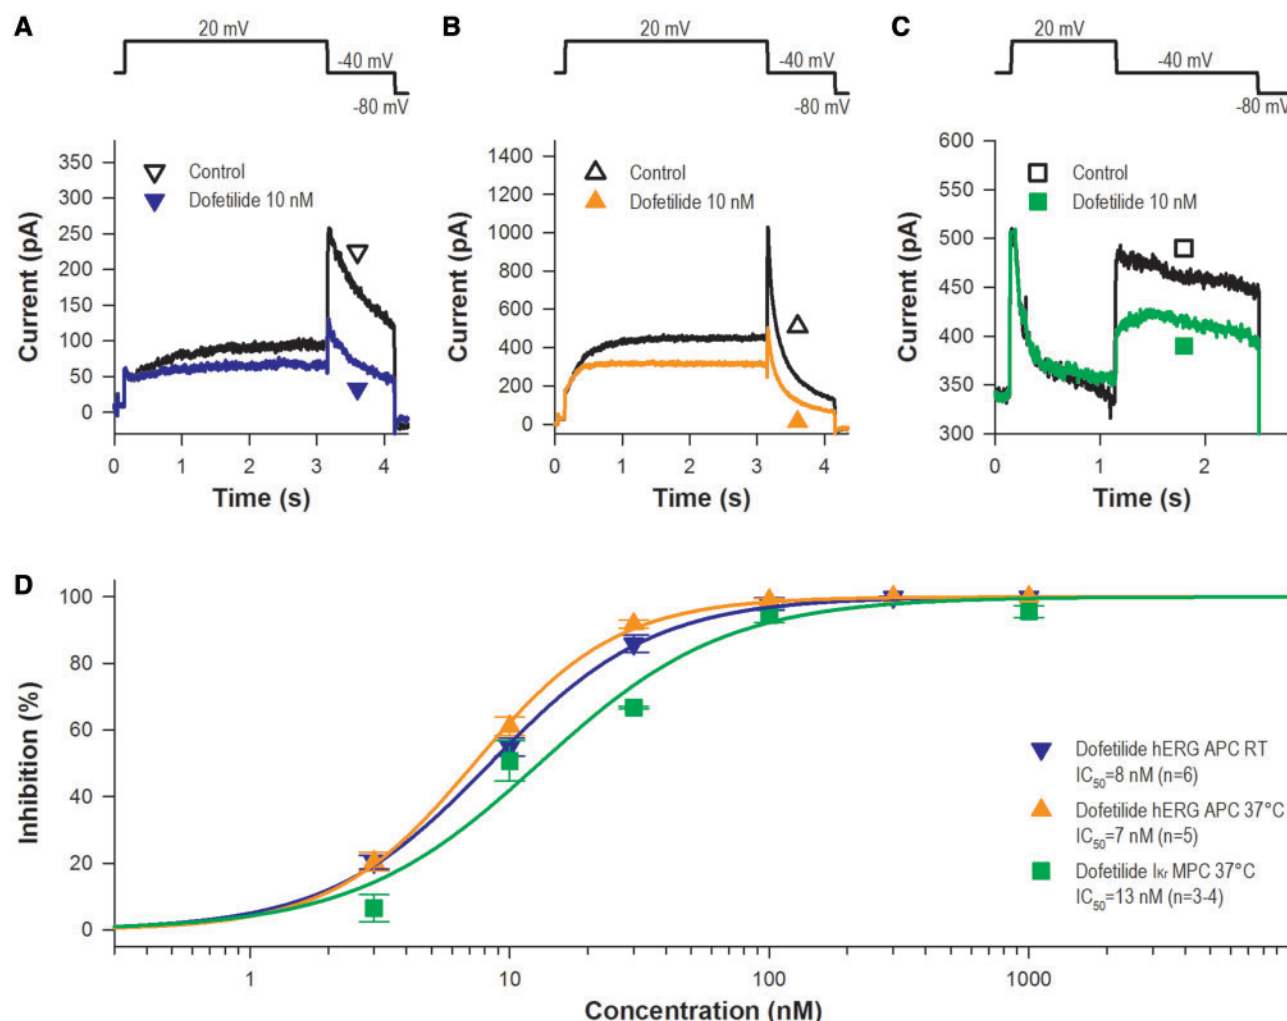 A
20 mV
-40 mV
-80 mV
B
20 mV
-40 mV
-80 mV
C
20 mV
-40 mV
-80 mV
Current (pA)
350
300
250
200
150
100
50
0
Control
Dofetilide 10 nM
0 1 2 3 4
Time (s)
Current (pA)
1400
1200
1000
800
600
400
200
0
Control
Dofetilide 10 nM
0 1 2 3 4
Time (s)
Current (pA)
600
550
500
450
400
350
300
Control
Dofetilide 10 nM
0 1 2
Time (s)
D
Inhibition (%)
100
80
60
40
20
0
Dofetilide hERG APC RT
IC50=8 nM (n=6)
Dofetilide hERG APC 37°C
IC50=7 nM (n=5)
Dofetilide IKr MPC 37°C
IC50=13 nM (n=3-4)
1 10 100 1000
Concentration (nM)